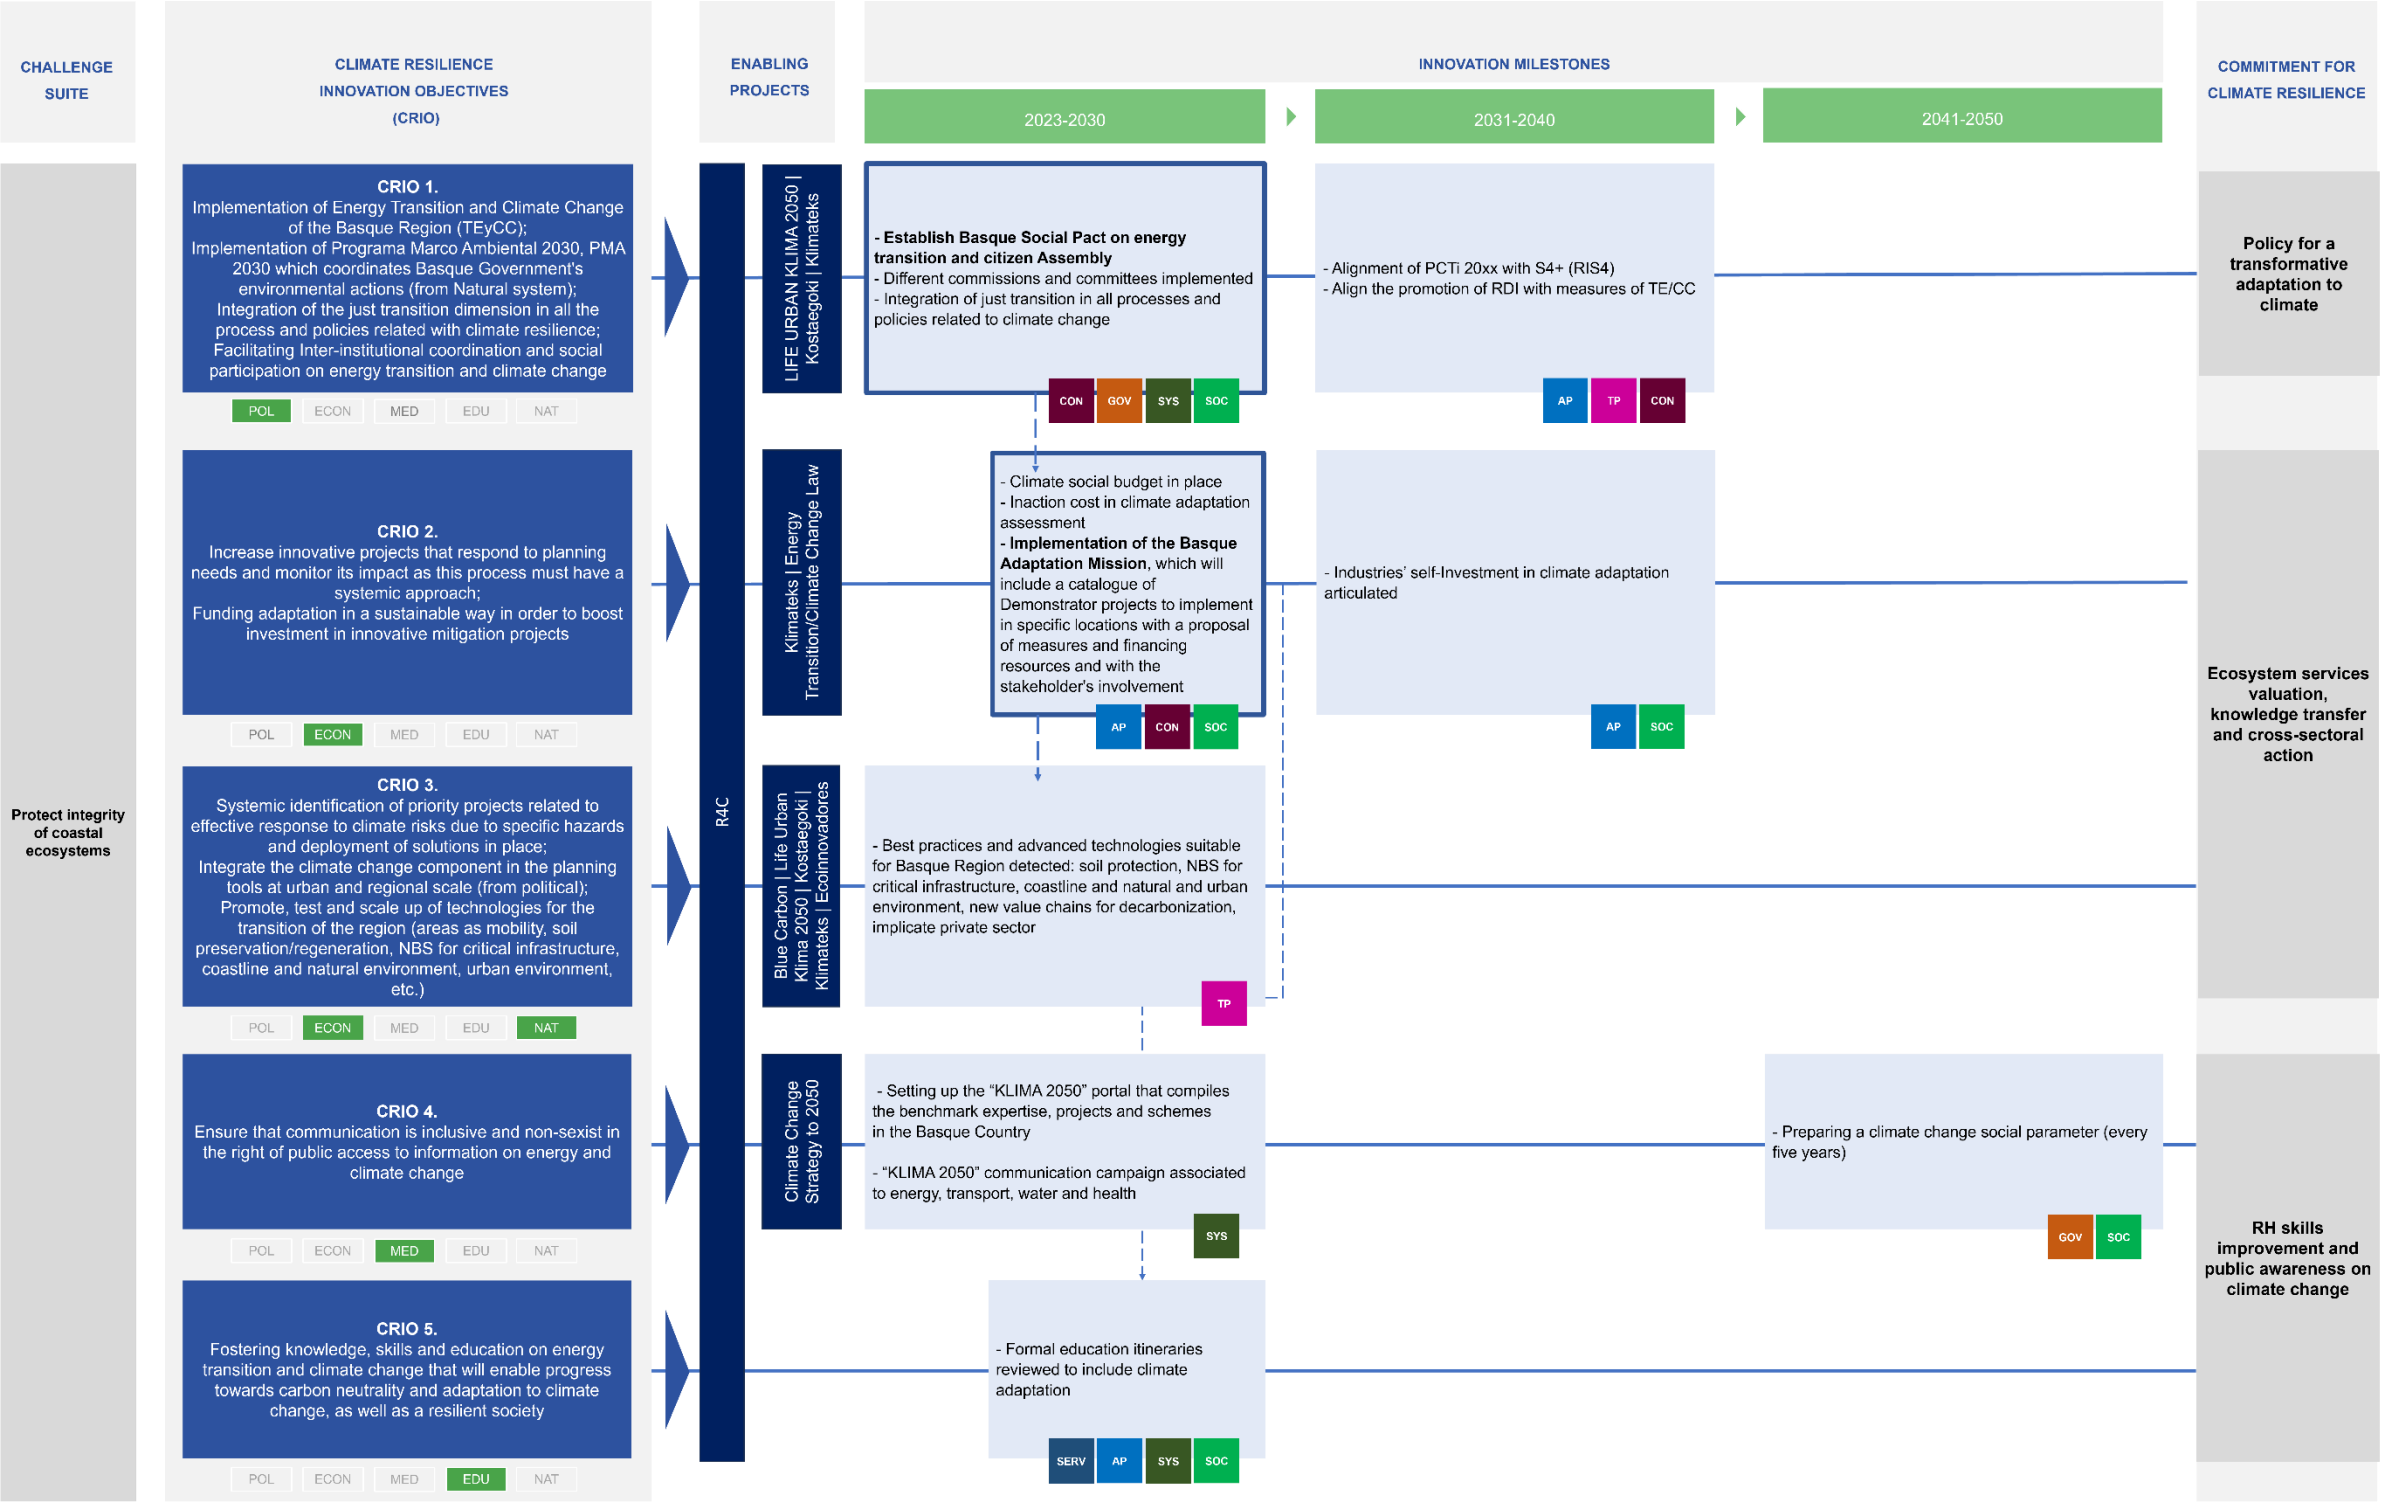 CHALLENGE
SUITE
CLIMATE RESILIENCE
INNOVATION OBJECTIVES
(CRIO)
ENABLING
PROJECTS
INNOVATION MILESTONES
2023-2030
2031-2040
2041-2050
COMMITMENT FOR
CLIMATE RESILIENCE
Protect integrity
of coastal
ecosystems
R4C
CRIO 1.
Implementation of Energy Transition and Climate Change
of the Basque Region (TEyCC);
Implementation of Programa Marco Ambiental 2030, PMA
2030 which coordinates Basque Government's
environmental actions (from Natural system);
Integration of the just transition dimension in all the
process and policies related with climate resilience;
Facilitating Inter-institutional coordination and social
participation on energy transition and climate change
POL ECON MED EDU NAT
LIFE URBAN KLIMA 2050 |
Kostaegoki | Klimateks
- Establish Basque Social Pact on energy
transition and citizen Assembly
- Different commissions and committees implemented
- Integration of just transition in all processes and
policies related to climate change
CON GOV SYS SOC
- Alignment of PCTi 20xx with S4+ (RIS4)
- Align the promotion of RDI with measures of TE/CC
AP TP CON
Policy for a
transformative
adaptation to
climate
CRIO 2.
Increase innovative projects that respond to planning
needs and monitor its impact as this process must have a
systemic approach;
Funding adaptation in a sustainable way in order to boost
investment in innovative mitigation projects
POL ECON MED EDU NAT
Klimateks | Energy
Transition/Climate Change Law
- Climate social budget in place
- Inaction cost in climate adaptation
assessment
- Implementation of the Basque
Adaptation Mission, which will
include a catalogue of
Demonstrator projects to implement
in specific locations with a proposal
of measures and financing
resources and with the
stakeholder's involvement
AP CON SOC
- Industries’ self-Investment in climate adaptation
articulated
AP SOC
Ecosystem services
valuation,
knowledge transfer
and cross-sectoral
action
CRIO 3.
Systemic identification of priority projects related to
effective response to climate risks due to specific hazards
and deployment of solutions in place;
Integrate the climate change component in the planning
tools at urban and regional scale (from political);
Promote, test and scale up of technologies for the
transition of the region (areas as mobility, soil
preservation/regeneration, NBS for critical infrastructure,
coastline and natural environment, urban environment,
etc.)
POL ECON MED EDU NAT
Blue Carbon | Life Urban
Klima 2050 | Kostaegoki |
Klimateks | Ecoinnovadores
- Best practices and advanced technologies suitable
for Basque Region detected: soil protection, NBS for
critical infrastructure, coastline and natural and urban
environment, new value chains for decarbonization,
implicate private sector
TP
CRIO 4.
Ensure that communication is inclusive and non-sexist in
the right of public access to information on energy and
climate change
POL ECON MED EDU NAT
Climate Change
Strategy to 2050
- Setting up the “KLIMA 2050” portal that compiles
the benchmark expertise, projects and schemes
in the Basque Country
- “KLIMA 2050” communication campaign associated
to energy, transport, water and health
SYS
- Preparing a climate change social parameter (every
five years)
GOV SOC
RH skills
improvement and
public awareness on
climate change
CRIO 5.
Fostering knowledge, skills and education on energy
transition and climate change that will enable progress
towards carbon neutrality and adaptation to climate
change, as well as a resilient society
POL ECON MED EDU NAT
- Formal education itineraries
reviewed to include climate
adaptation
SERV AP SYS SOC